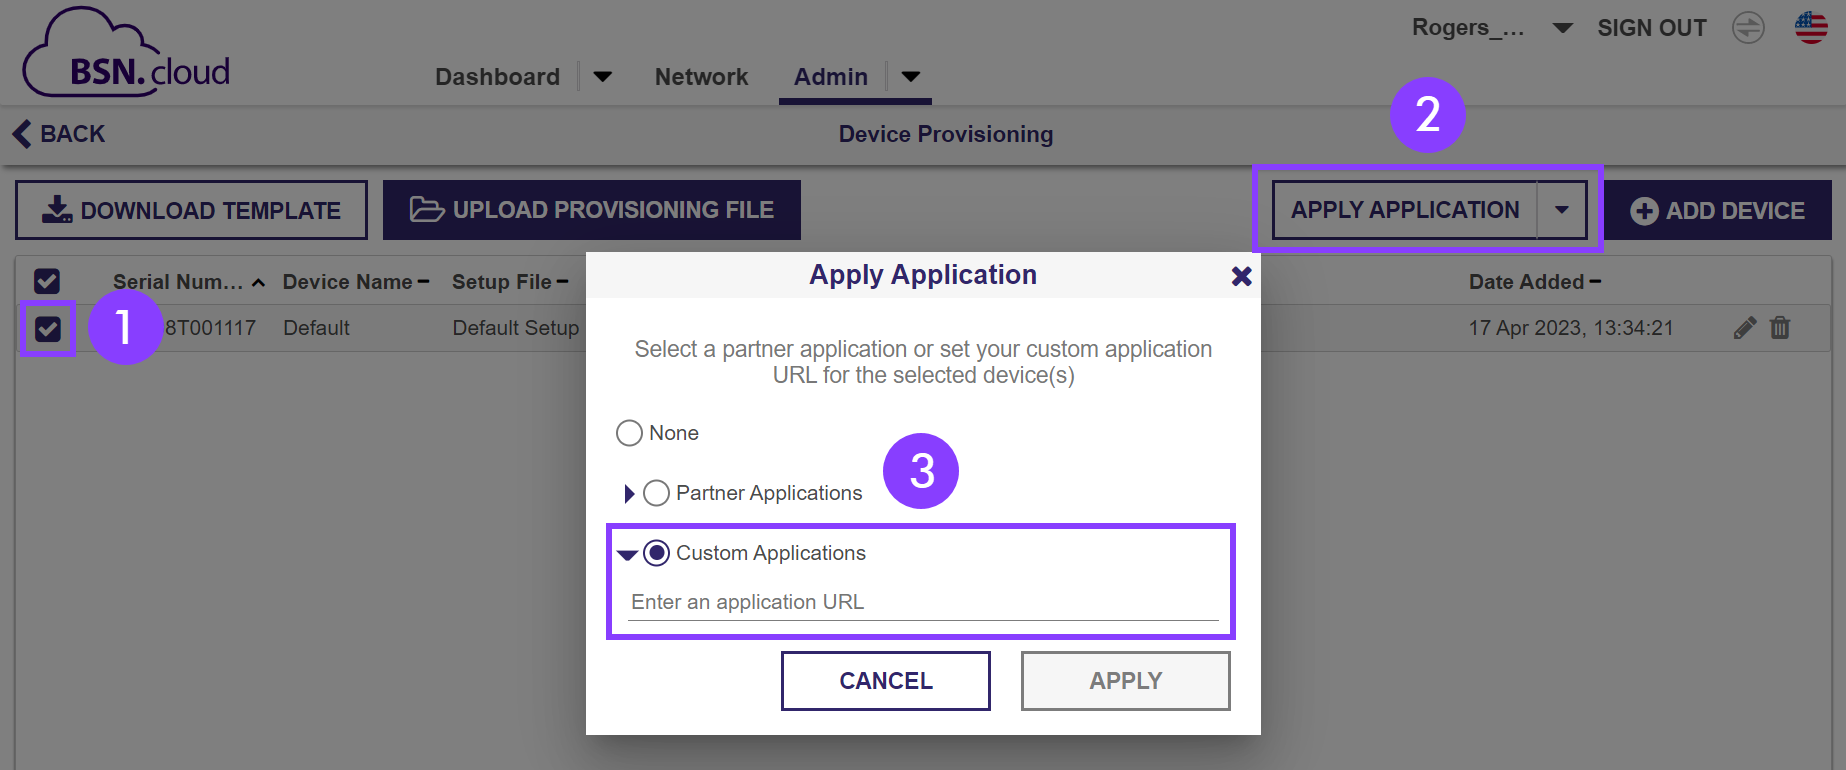 BSN.cloud
Dashboard
Network
Admin
Rogers_...
SIGN OUT
2
BACK
Device Provisioning
DOWNLOAD TEMPLATE
UPLOAD PROVISIONING FILE
APPLY APPLICATION
ADD DEVICE
Serial Num...
Device Name
Setup File
Date Added
1
8T001117
Default
Default Setup
17 Apr 2023, 13:34:21
Apply Application
Select a partner application or set your custom application
URL for the selected device(s)
None
3
Partner Applications
Custom Applications
Enter an application URL
CANCEL
APPLY